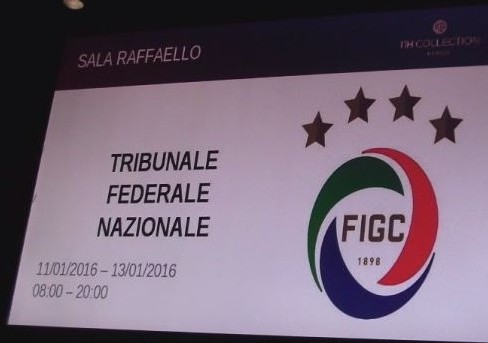 SALA RAFFAELLO
NH COLLECTION
TRIBUNALE
FEDERALE
NAZIONALE
11/01/2016 – 13/01/2016
08:00 – 20:00
FIGC
1898